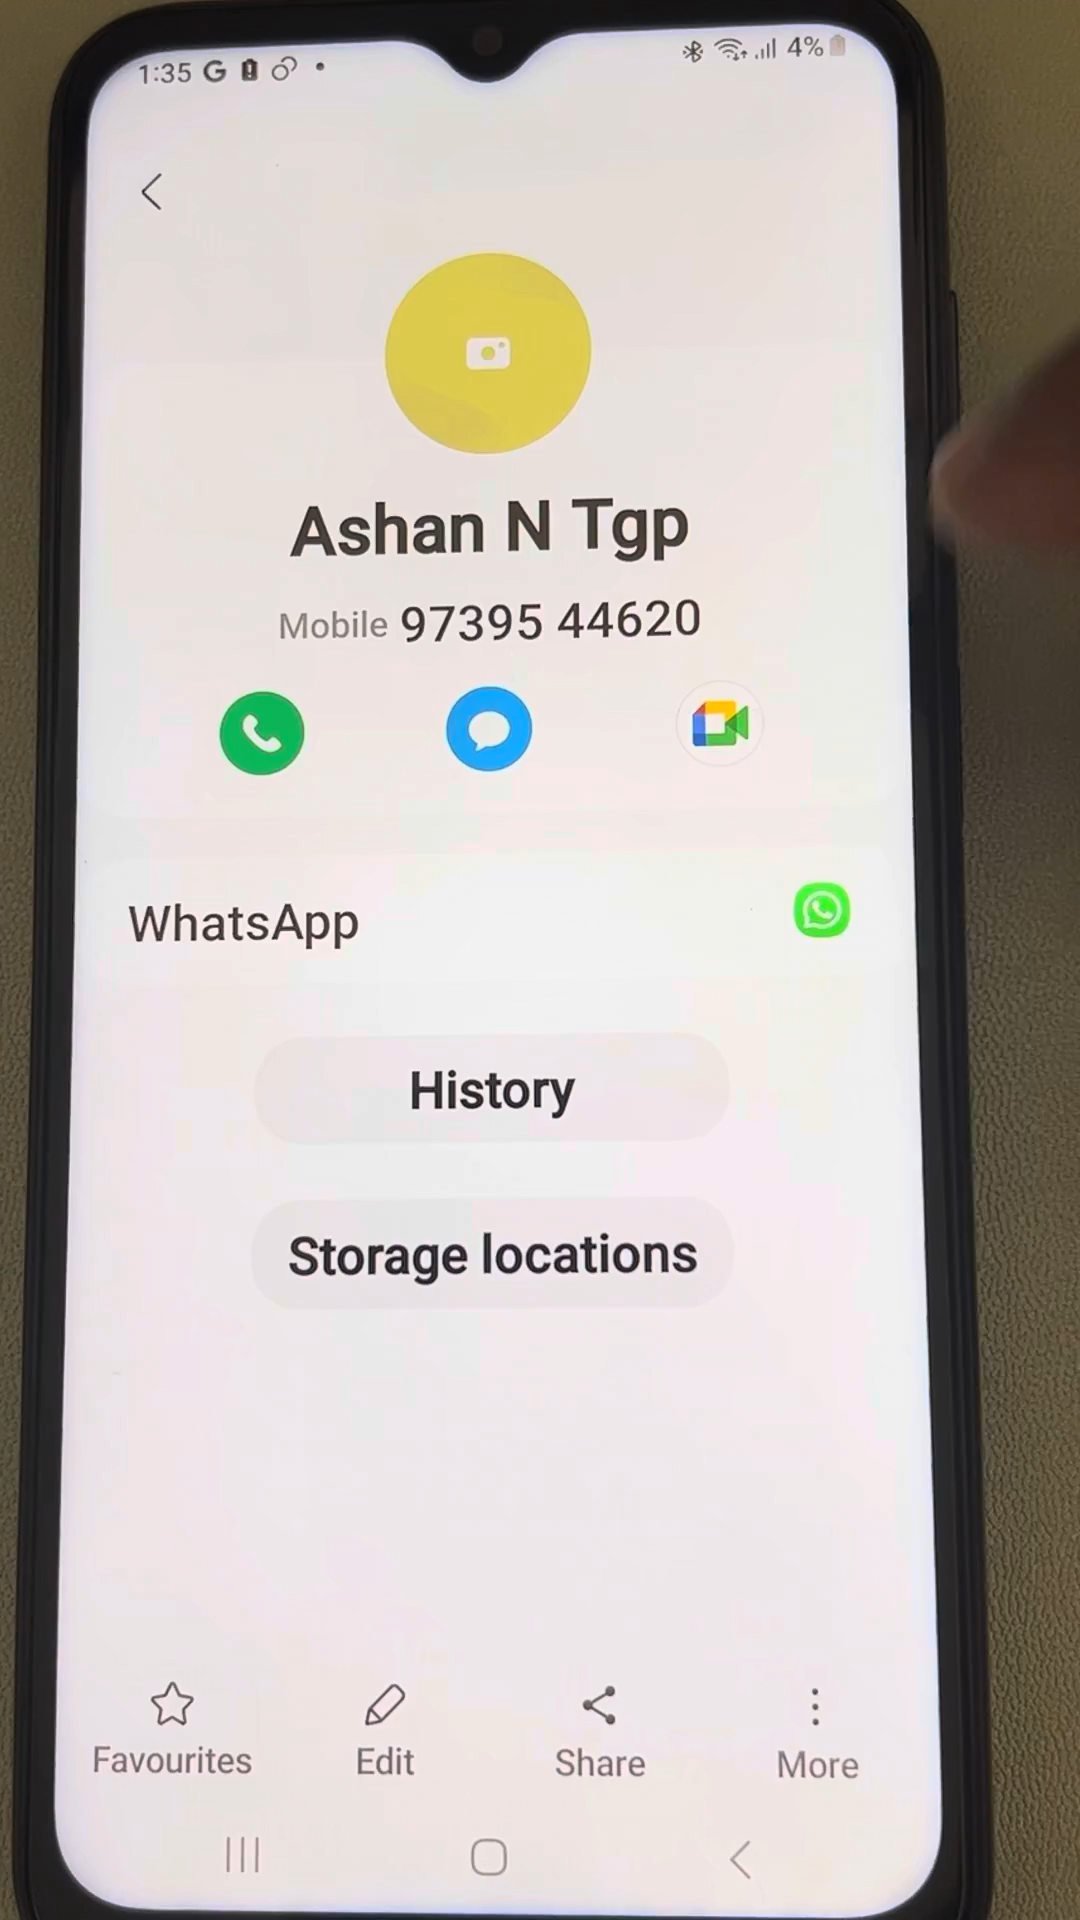 1:35 G 4%
Ashan N Tgp
Mobile 97395 44620
WhatsApp
History
Storage locations
Favourites Edit Share More